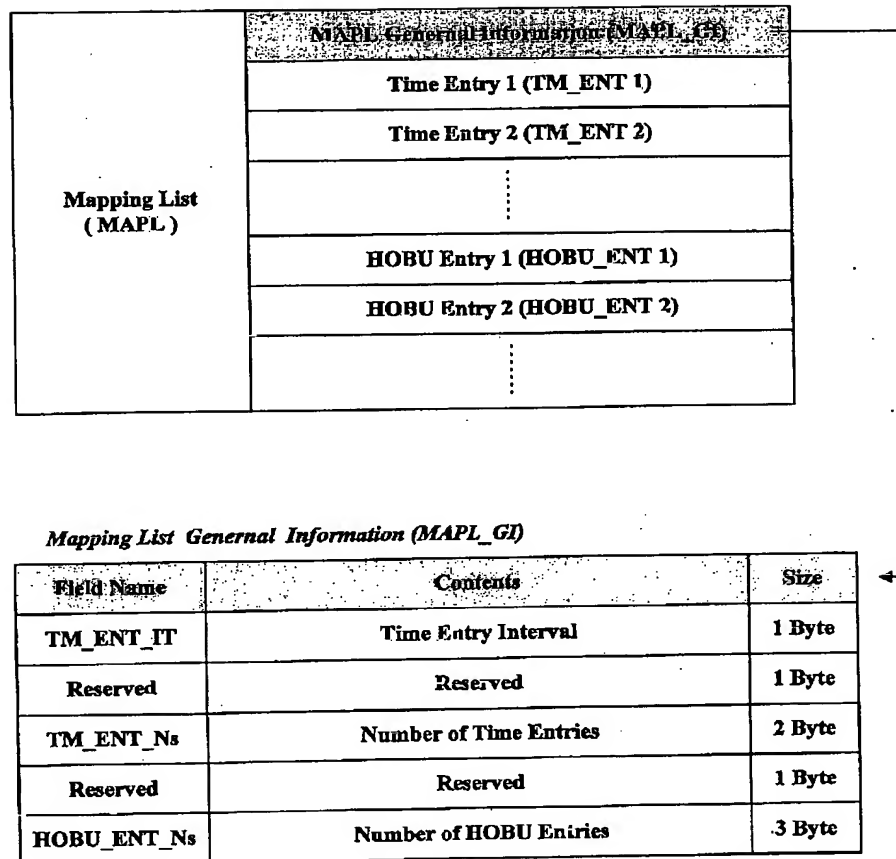 MAPL Genernal Information (MAPL_GI)
Time Entry 1 (TM_ENT 1)
Time Entry 2 (TM_ENT 2)
Mapping List
( MAPL )
HOBU Entry 1 (HOBU_ENT 1)
HOBU Entry 2 (HOBU_ENT 2)
Mapping List Genernal Information (MAPL_GI)
Field Name Contents Size
TM_ENT_IT Time Entry Interval 1 Byte
Reserved Reserved 1 Byte
TM_ENT_Ns Number of Time Entries 2 Byte
Reserved Reserved 1 Byte
HOBU_ENT_Ns Number of HOBU Entries 3 Byte